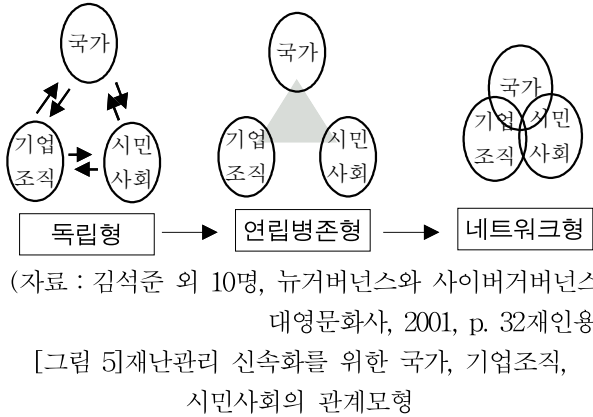 국가
기업
조직
시민
사회
국가
기업
조직
시민
사회
국가
기업
조직
시민
사회
독립형
연립병존형
네트워크형
(자료 : 김석준 외 10명, 뉴거버넌스와 사이버거버넌스
대영문화사, 2001, p. 32재인용
[그림 5]재난관리 신속화를 위한 국가, 기업조직,
시민사회의 관계모형